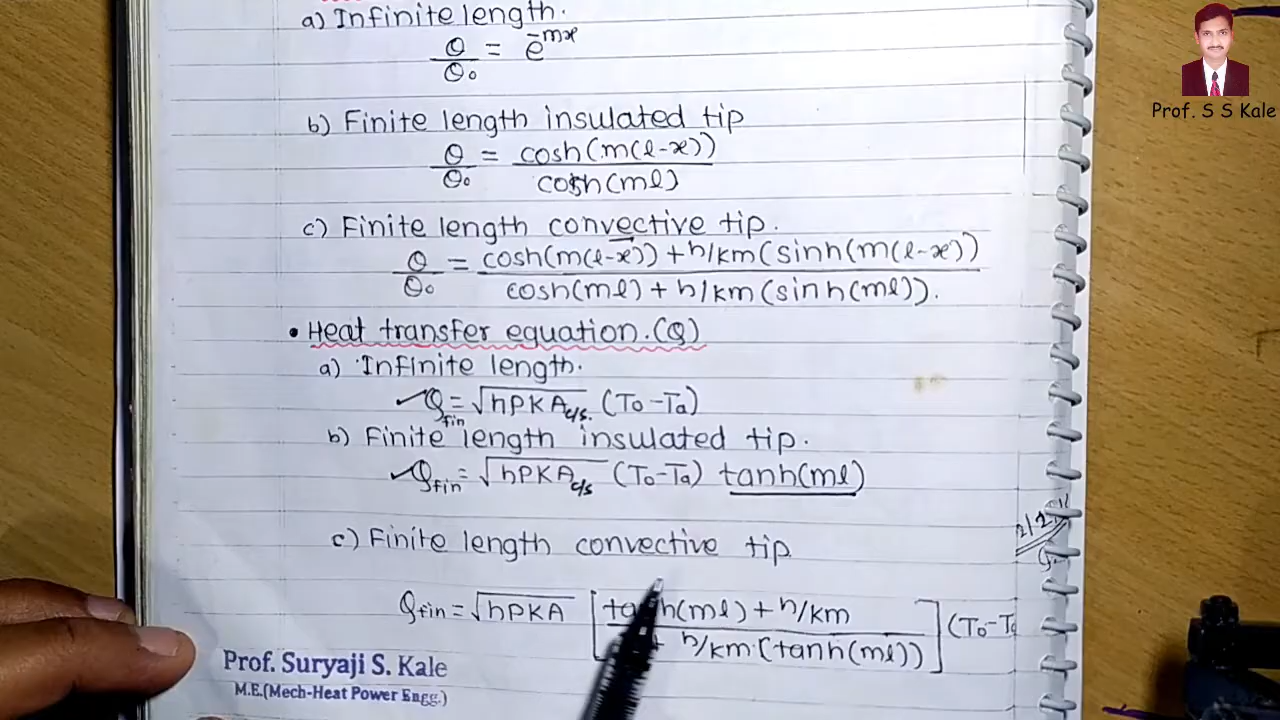 a) Infinite length.
θ/θ₀ = e^-mx
b) Finite length insulated tip
θ/θ₀ = cosh(m(l-x)) / cosh(ml)
c) Finite length convective tip.
θ/θ₀ = cosh(m(l-x)) + h/km (sinh(m(l-x)) / cosh(ml) + h/km (sinh(ml)).
• Heat transfer equation.(Q)
a) Infinite length.
Qfin = √hPKAc/s. (To-Ta)
b) Finite length insulated tip.
Qfin = √hPKAc/s (To-Ta) tanh(ml)
c) Finite length convective tip
Qfin = √hPKA [tanh(ml) + h/km / + h/km.(tanh(ml))] (To-T
Prof. Suryaji S. Kale
M.E.(Mech-Heat Power Engg.)
Prof. S S Kale